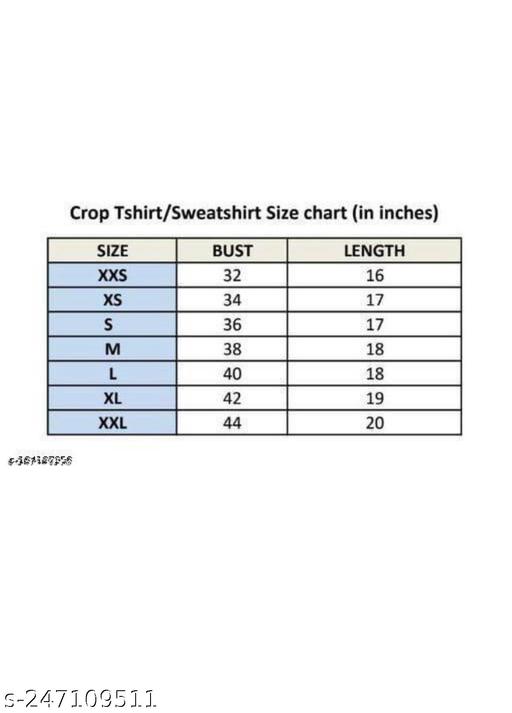 Crop Tshirt/Sweatshirt Size chart (in inches)
SIZE BUST LENGTH
XXS 32 16
XS 34 17
S 36 17
M 38 18
L 40 18
XL 42 19
XXL 44 20
s-247109511